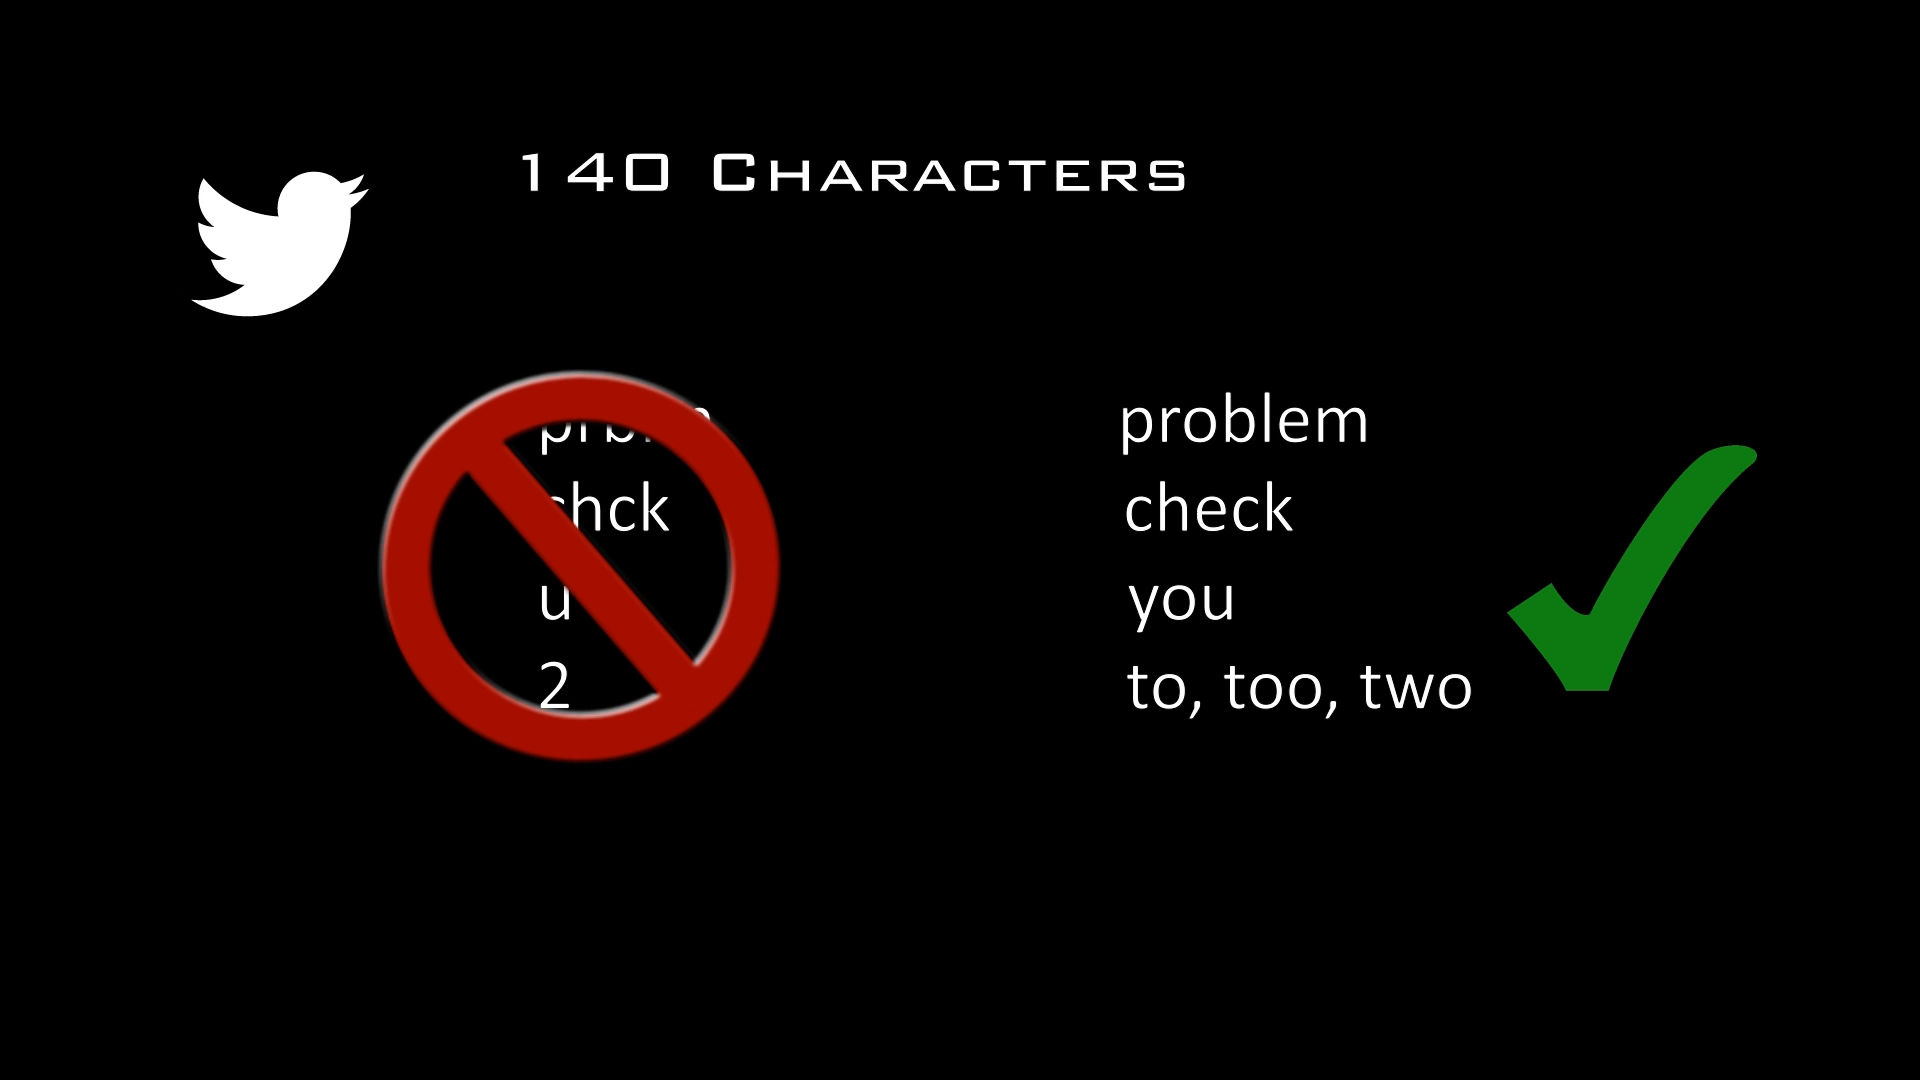 140 Characters
problem
chck
check
u
you
2
to, too, two